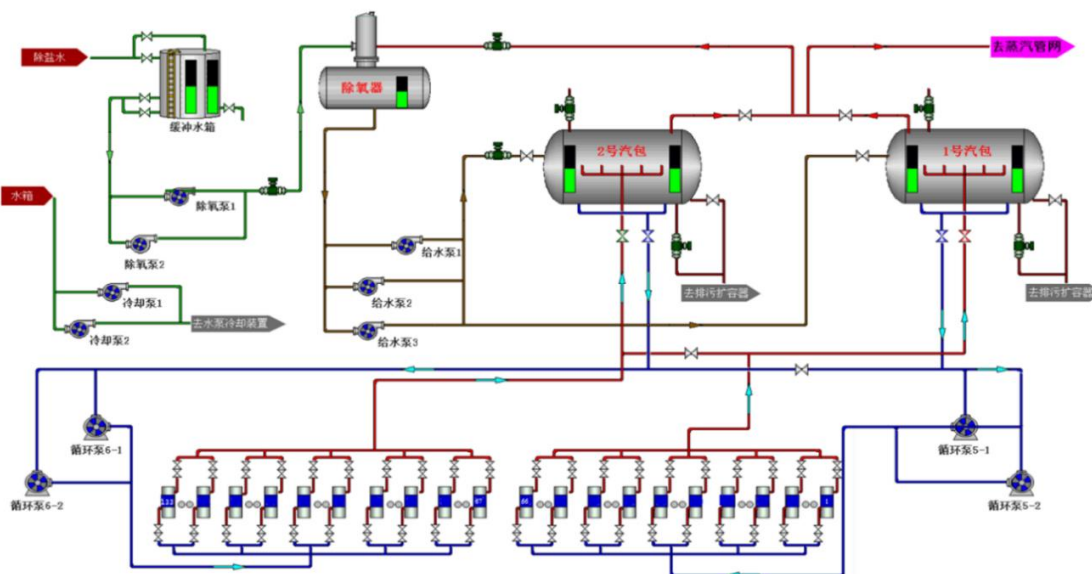 除盐水
缓冲水箱
除氧器
去蒸汽管网
2号汽包
1号汽包
水箱
除氧泵1
除氧泵2
给水泵1
给水泵2
给水泵3
冷却泵1
冷却泵2
去水泵冷却装置
去排污扩容器
去排污扩容器
循环泵6-1
循环泵6-2
循环泵5-1
循环泵5-2
132
67
66
1